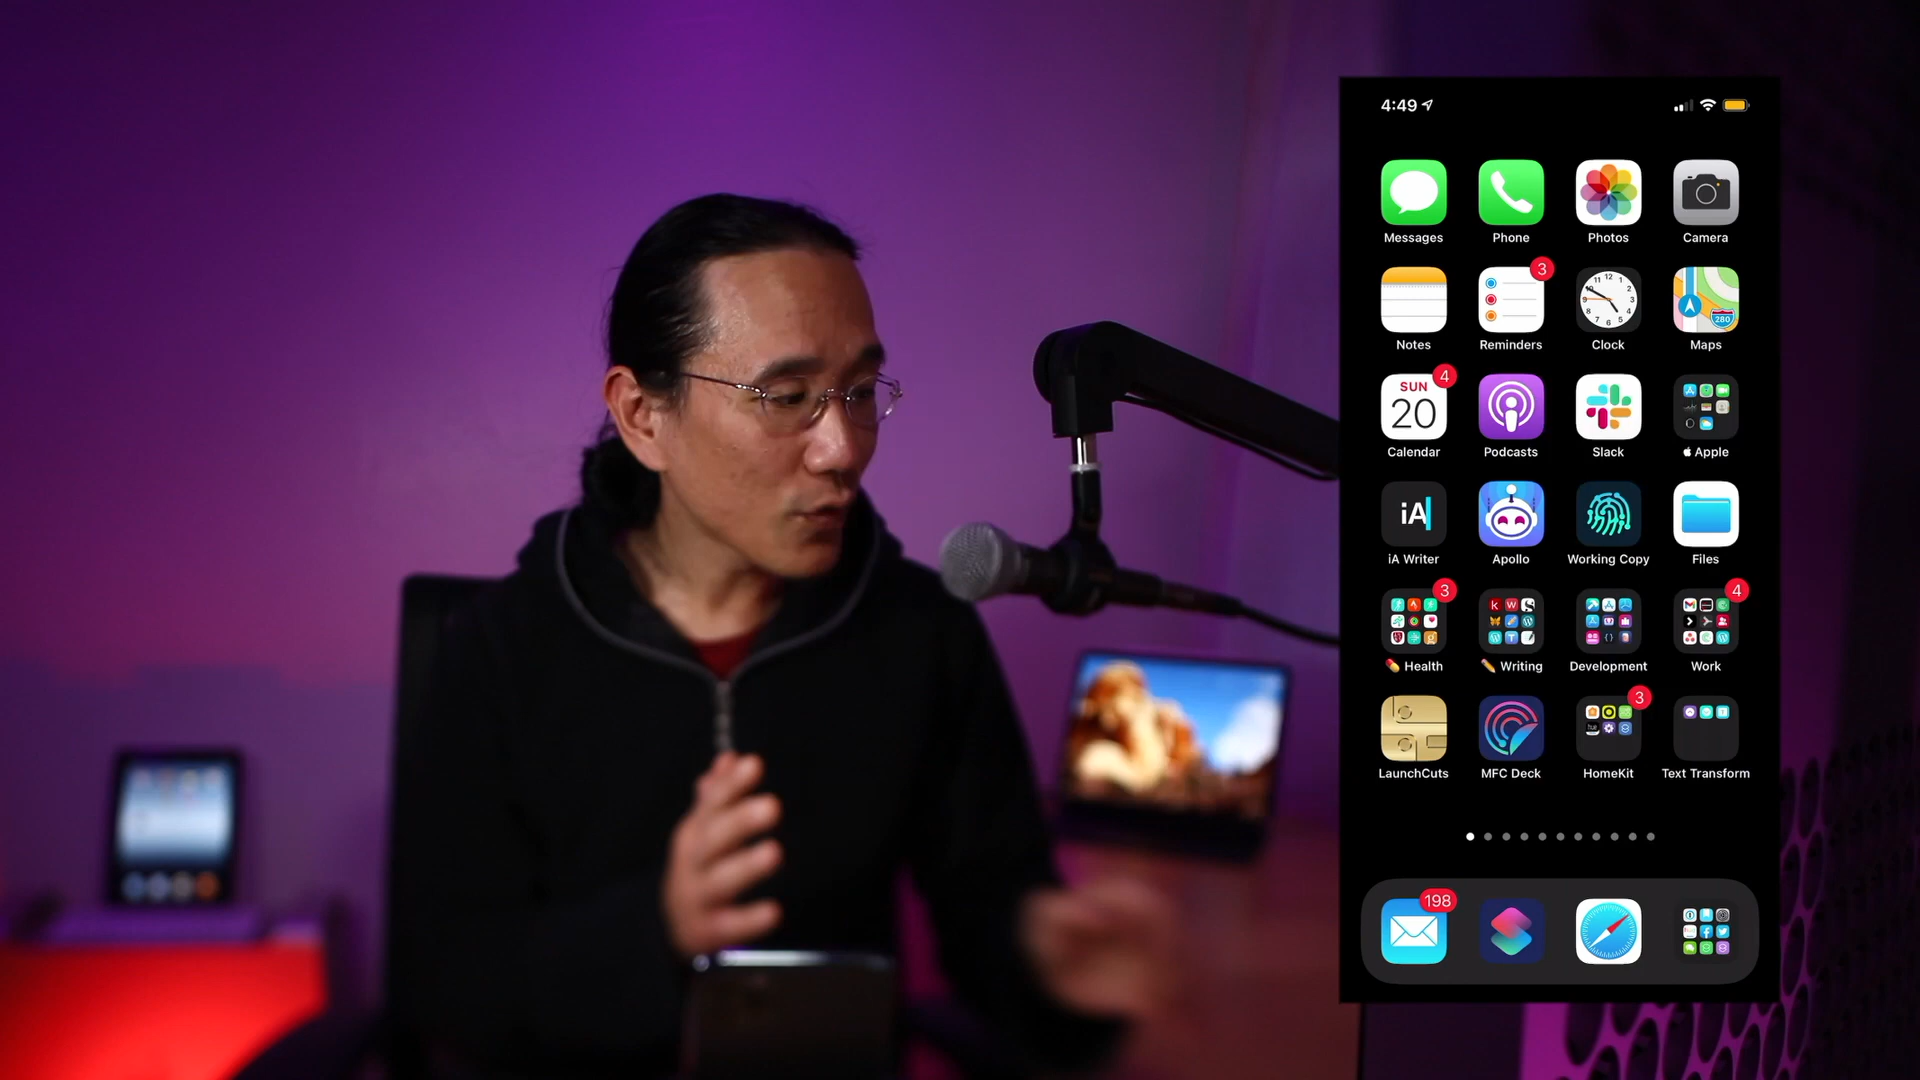 4:49
Messages Phone Photos Camera
3
Notes Reminders Clock Maps
280
SUN 4
20
Calendar Podcasts Slack Apple
iA
iA Writer Apollo Working Copy Files
3 4
Health Writing Development Work
3
LaunchCuts MFC Deck HomeKit Text Transform
198